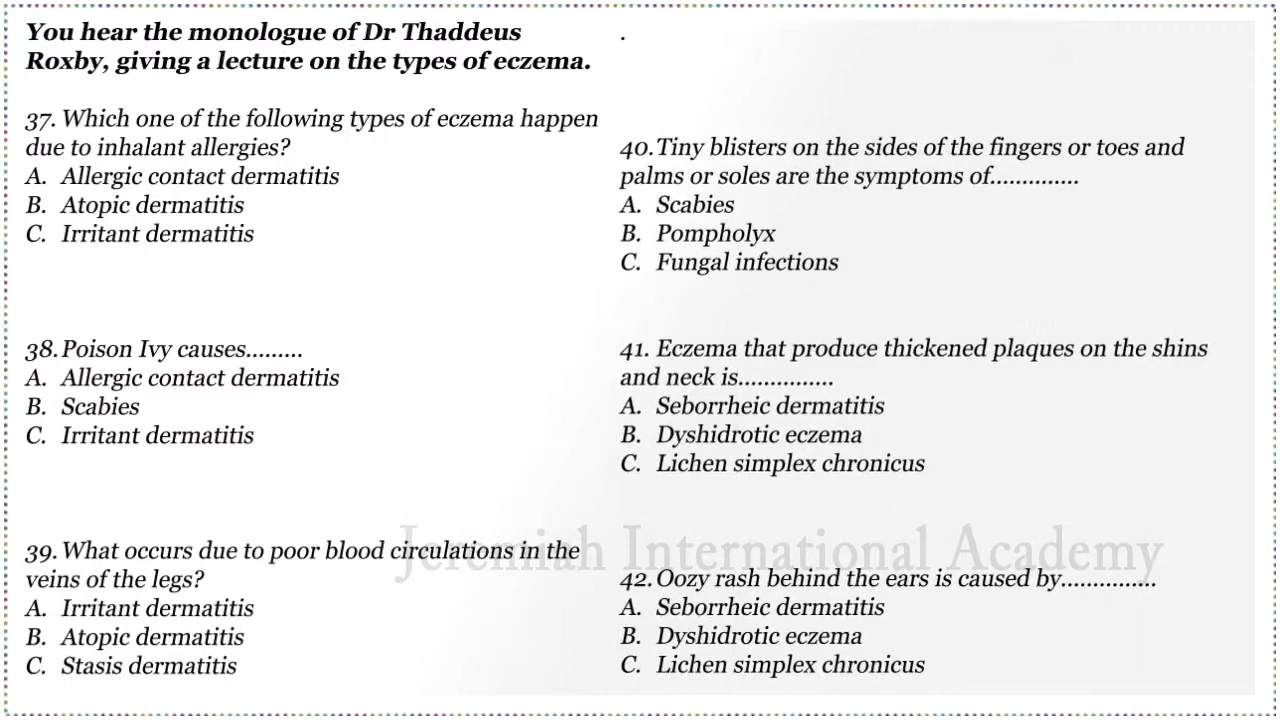 You hear the monologue of Dr Thaddeus
Roxby, giving a lecture on the types of eczema.
37. Which one of the following types of eczema happen
due to inhalant allergies?
A. Allergic contact dermatitis
B. Atopic dermatitis
C. Irritant dermatitis
38. Poison Ivy causes.........
A. Allergic contact dermatitis
B. Scabies
C. Irritant dermatitis
39. What occurs due to poor blood circulations in the
veins of the legs?
A. Irritant dermatitis
B. Atopic dermatitis
C. Stasis dermatitis
.
40. Tiny blisters on the sides of the fingers or toes and
palms or soles are the symptoms of..............
A. Scabies
B. Pompholyx
C. Fungal infections
41. Eczema that produce thickened plaques on the shins
and neck is...............
A. Seborrheic dermatitis
B. Dyshidrotic eczema
C. Lichen simplex chronicus
42. Oozy rash behind the ears is caused by...............
A. Seborrheic dermatitis
B. Dyshidrotic eczema
C. Lichen simplex chronicus
Jeremiah International Academy